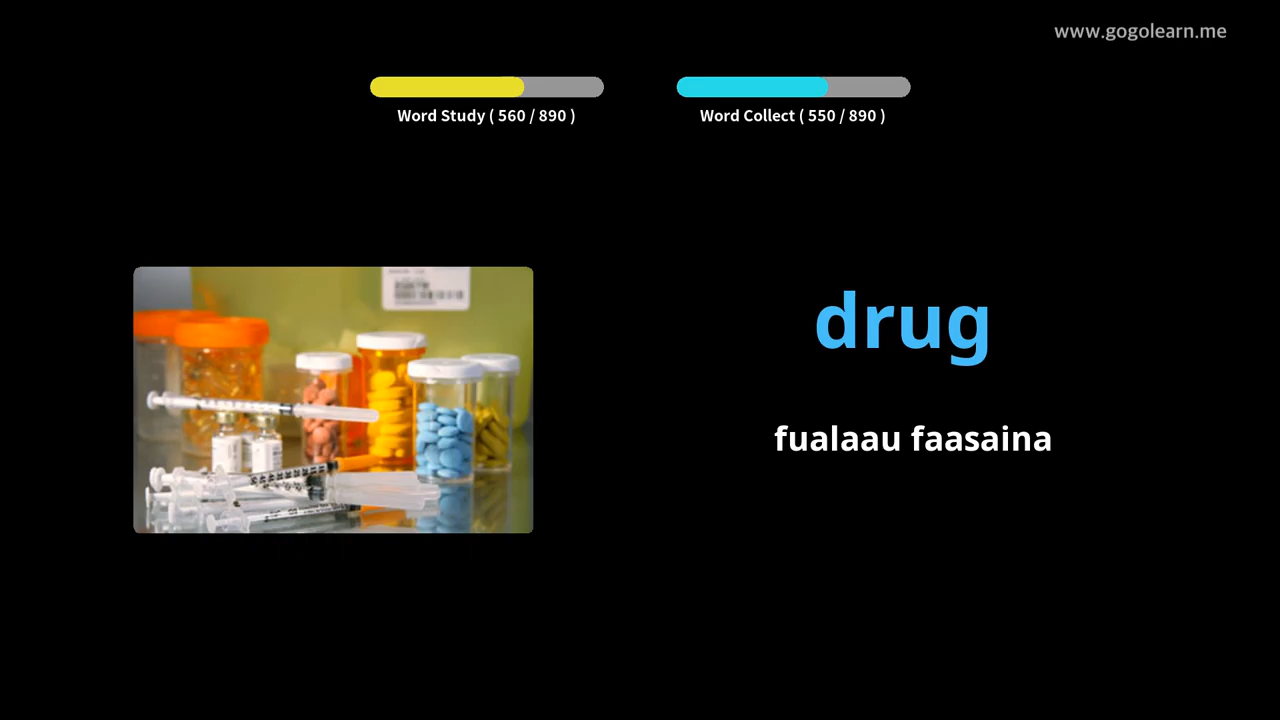 www.gogolearn.me
Word Study ( 560 / 890 )
Word Collect ( 550 / 890 )
drug
fualaau faasaina